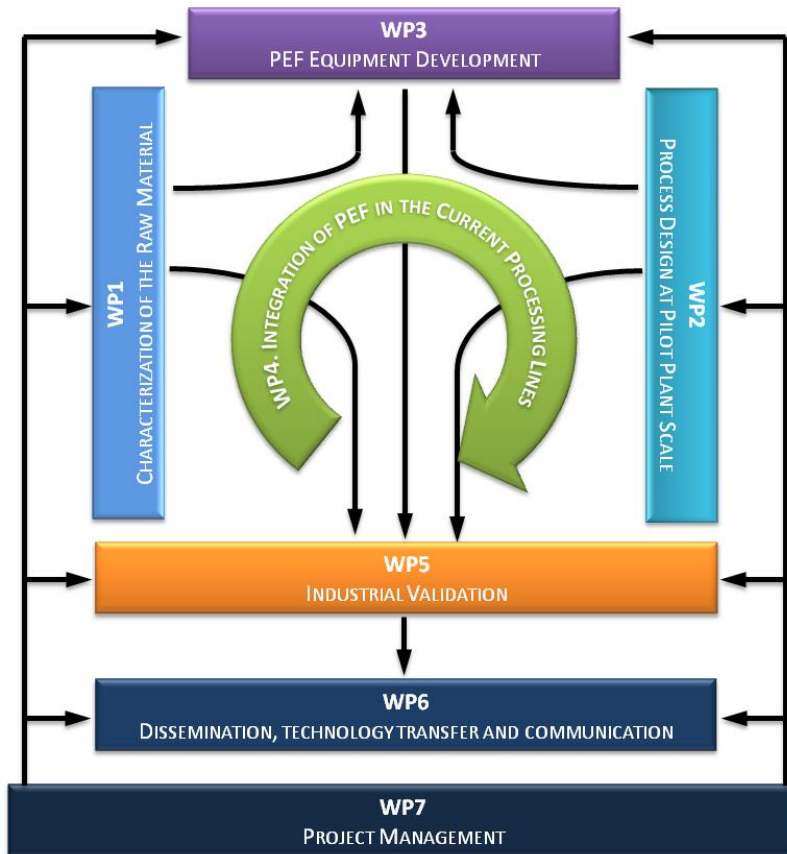 WP3
PEF EQUIPMENT DEVELOPMENT
WP1
CHARACTERIZATION OF THE RAW MATERIAL
WP4. INTEGRATION OF PEF IN THE CURRENT PROCESSING LINES
WP2
PROCESS DESIGN AT PILOT PLANT SCALE
WP5
INDUSTRIAL VALIDATION
WP6
DISSEMINATION, TECHNOLOGY TRANSFER AND COMMUNICATION
WP7
PROJECT MANAGEMENT